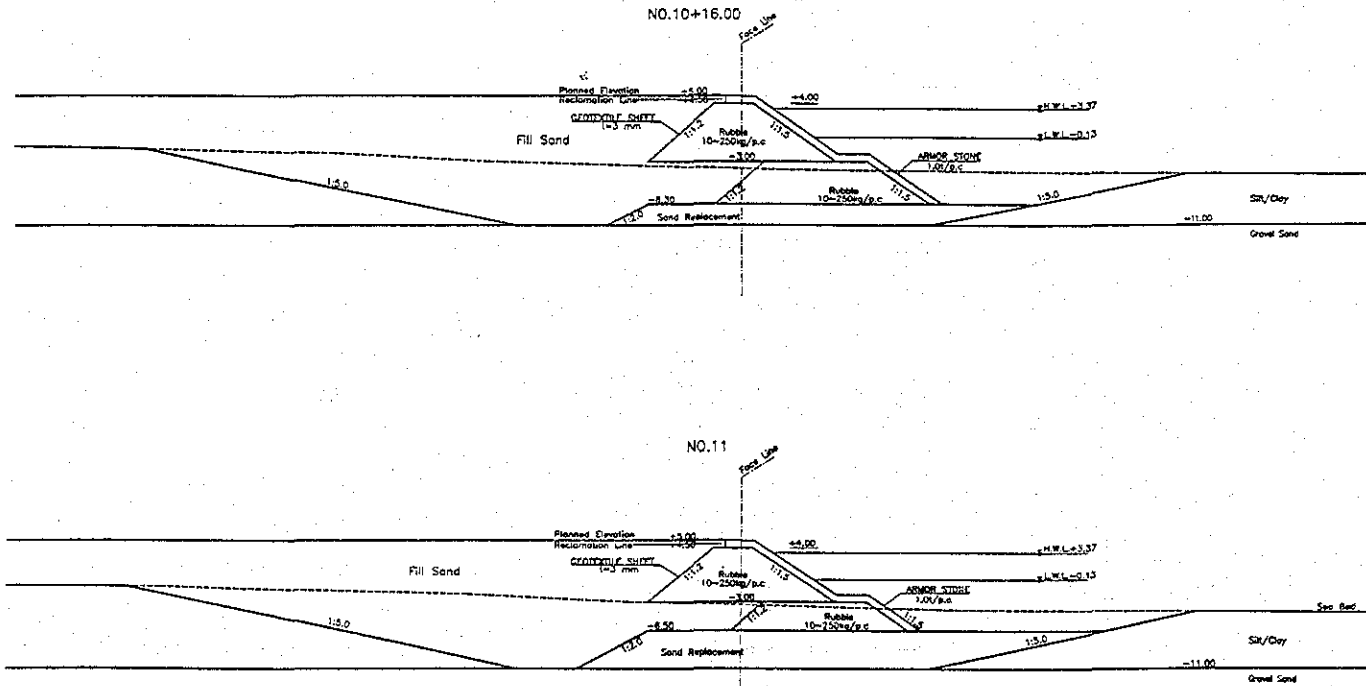 NO.10+16.00
Face Line
Planned Elevation +5.00
Reclamation Line +4.50
+4.00
H.W.L.+3.37
GEOTEXTILE SHEET
t=3 mm
1:1.2
1:1.5
Rubble
10~250kg/p.c
L.W.L.-0.13
Fill Sand
-3.00
ARMOR STONE
1.0t/p.c
1:5.0
1:1.2
Rubble
10~250kg/p.c
1:1.5
1:5.0
Silt/Clay
1:2.0
Sand Replacement
-11.00
Gravel Sand
NO.11
Face Line
Planned Elevation +5.00
Reclamation Line +4.50
+4.00
H.W.L.+3.37
GEOTEXTILE SHEET
t=3 mm
Fill Sand
1:1.2
1:1.5
Rubble
10~250kg/p.c
L.W.L.-0.13
-3.00
ARMOR STONE
1.0t/p.c
Sea Bed
1:5.0
-6.50
1:1.2
Rubble
10~250kg/p.c
1:1.5
1:5.0
Silt/Clay
1:2.0
Sand Replacement
-11.00
Gravel Sand